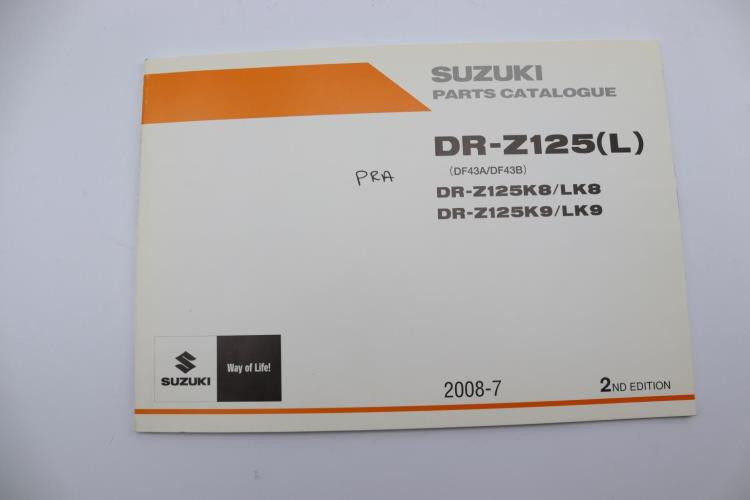 SUZUKI
PARTS CATALOGUE
DR-Z125(L)
(DF43A/DF43B)
PRA
DR-Z125K8/LK8
DR-Z125K9/LK9
SUZUKI
Way of Life!
2008-7
2ND EDITION